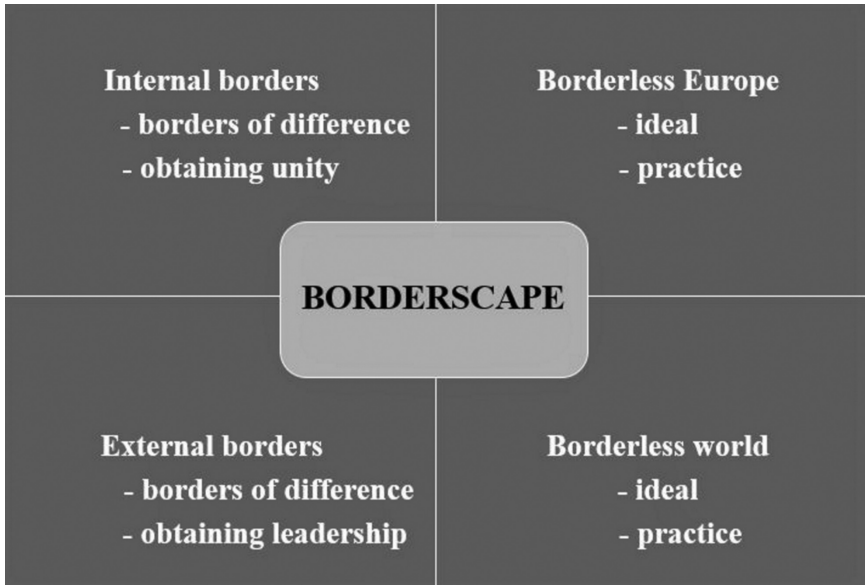 Internal borders
- borders of difference
- obtaining unity
Borderless Europe
- ideal
- practice
BORDERSCAPE
External borders
- borders of difference
- obtaining leadership
Borderless world
- ideal
- practice